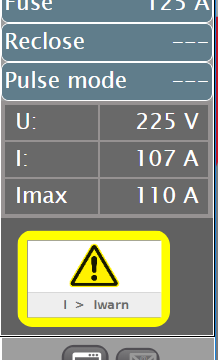 Fuse 125 A
Reclose ---
Pulse mode ---
U: 225 V
I: 107 A
Imax 110 A
I > Iwarn